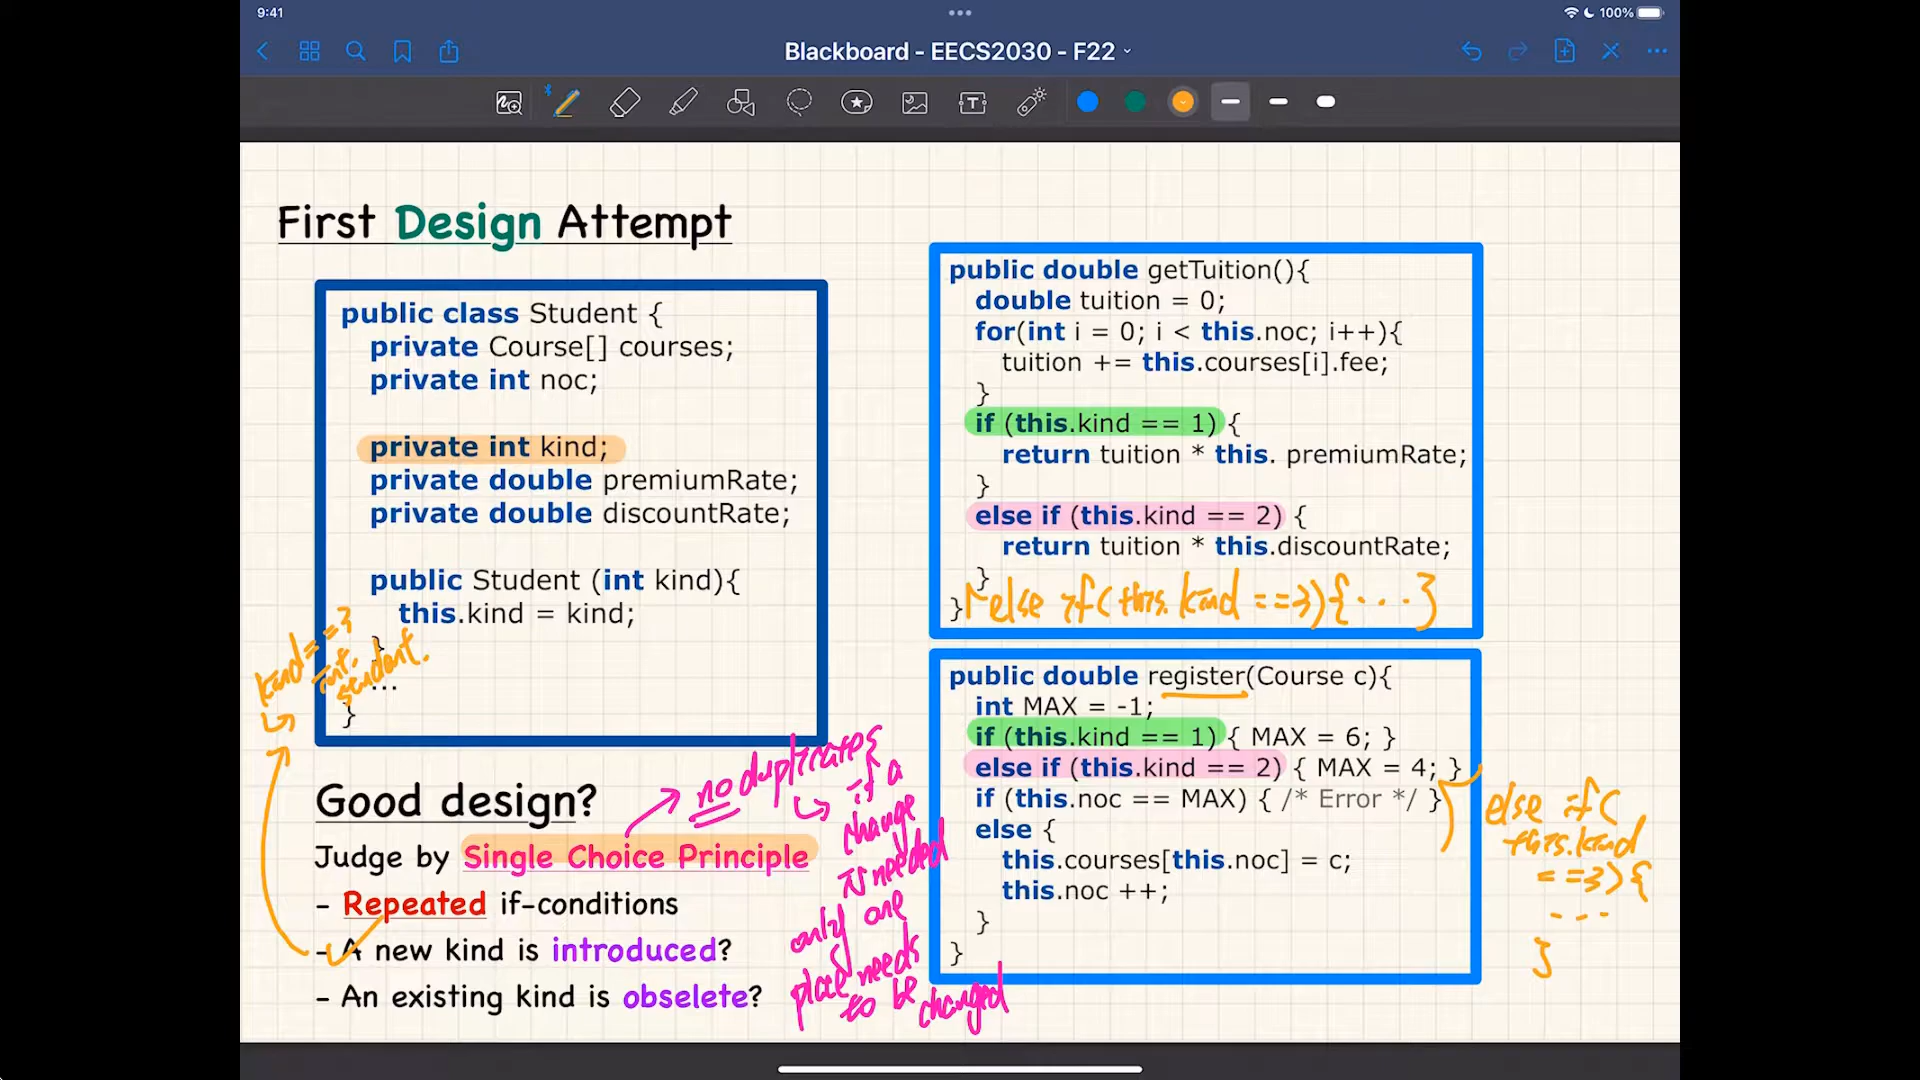 9:41
100%
Blackboard - EECS2030 - F22
First Design Attempt
public class Student {
private Course[] courses;
private int noc;
private int kind;
private double premiumRate;
private double discountRate;
public Student (int kind){
this.kind = kind;
}
...
}
kind == 3
int.
student.
Good design?
Judge by Single Choice Principle
- Repeated if-conditions
- A new kind is introduced?
- An existing kind is obselete?
no duplicates
if a
change
is needed
only one
place needs
to be changed
public double getTuition(){
double tuition = 0;
for(int i = 0; i < this.noc; i++){
tuition += this.courses[i].fee;
}
if (this.kind == 1) {
return tuition * this. premiumRate;
}
else if (this.kind == 2) {
return tuition * this.discountRate;
}
else if (this.kind == 3) { ... }
}
public double register(Course c){
int MAX = -1;
if (this.kind == 1) { MAX = 6; }
else if (this.kind == 2) { MAX = 4; }
if (this.noc == MAX) { /* Error */ }
else {
this.courses[this.noc] = c;
this.noc ++;
}
}
else if (
this.kind
== 3) {
...
}